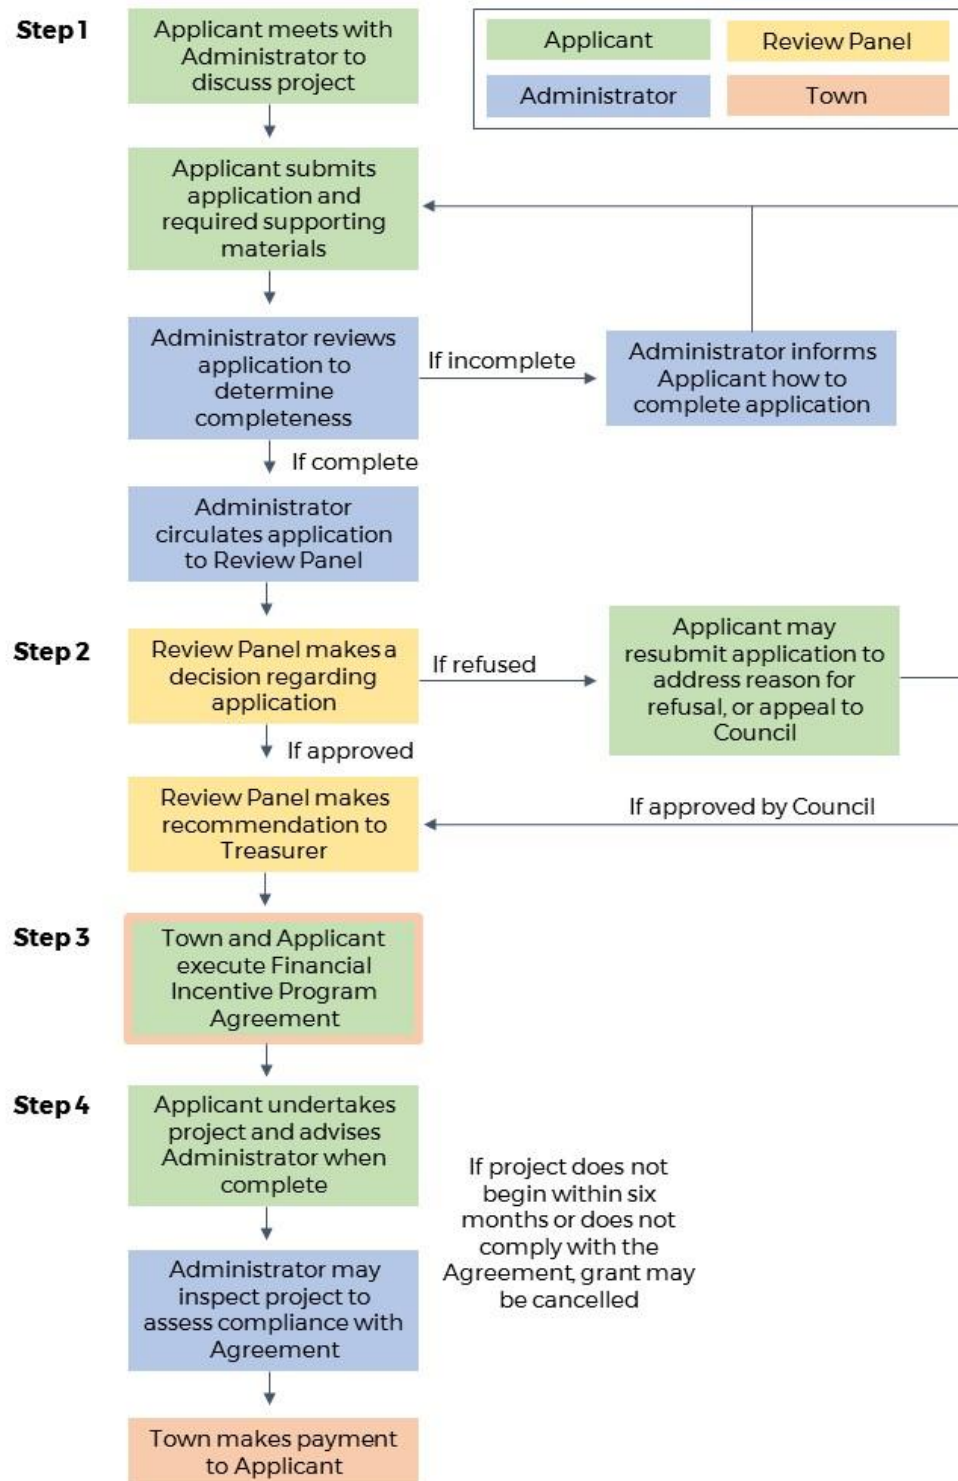 Step 1
Applicant meets with
Administrator to
discuss project
Applicant
Review Panel
Administrator
Town
Applicant submits
application and
required supporting
materials
Administrator reviews
application to
determine
completeness
If incomplete
Administrator informs
Applicant how to
complete application
If complete
Administrator
circulates application
to Review Panel
Step 2
Review Panel makes a
decision regarding
application
If refused
Applicant may
resubmit application to
address reason for
refusal, or appeal to
Council
If approved
Review Panel makes
recommendation to
Treasurer
If approved by Council
Step 3
Town and Applicant
execute Financial
Incentive Program
Agreement
Step 4
Applicant undertakes
project and advises
Administrator when
complete
If project does not
begin within six
months or does not
comply with the
Agreement, grant may
be cancelled
Administrator may
inspect project to
assess compliance with
Agreement
Town makes payment
to Applicant